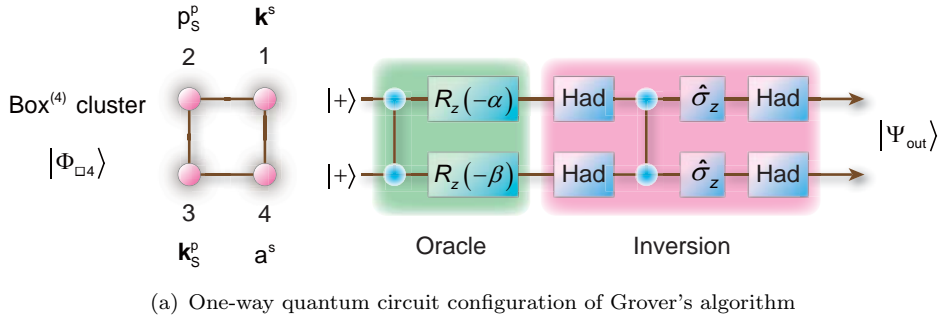 p_S^p k^s
2 1
Box^(4) cluster
|Φ_□4⟩
3 4
k_S^p a^s
|+⟩ R_z(-α) Had σ̂_z Had
|+⟩ R_z(-β) Had σ̂_z Had
|Ψ_out⟩
Oracle Inversion
(a) One-way quantum circuit configuration of Grover's algorithm